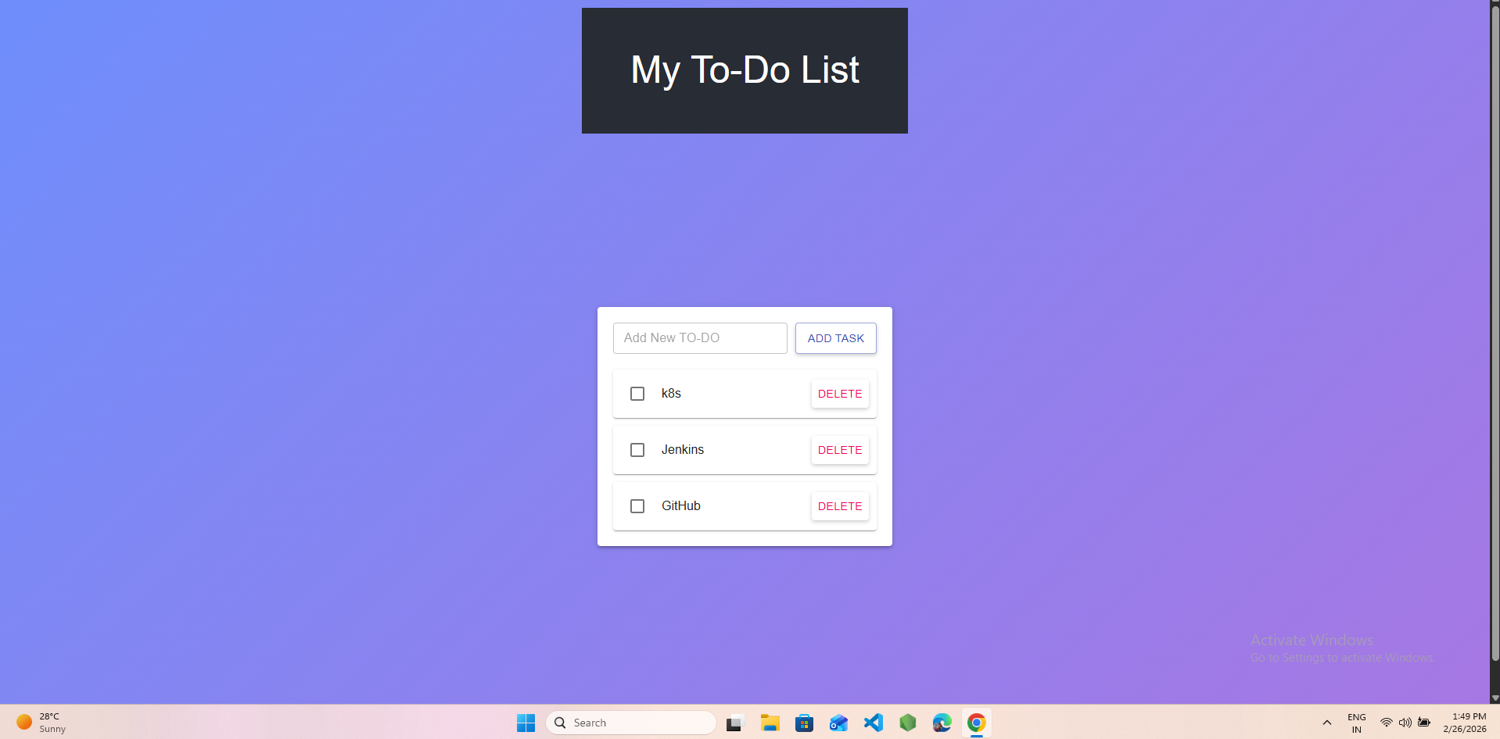 My To-Do List
Add New TO-DO
ADD TASK
k8s
DELETE
Jenkins
DELETE
GitHub
DELETE
Activate Windows
Go to Settings to activate Windows.
28°C
Sunny
Search
ENG
IN
1:49 PM
2/26/2026